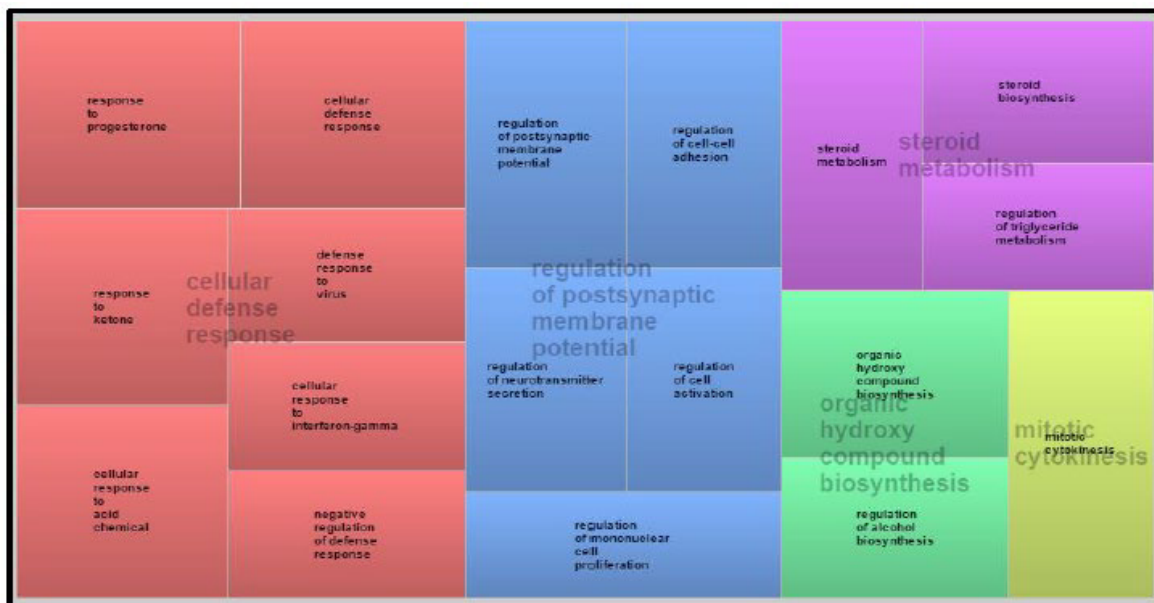 response
to
progesterone
cellular
defense
response
response
to
ketone
defense
response
to
virus
cellular
defense
response
cellular
response
to
interferon-gamma
cellular
response
to
acid
chemical
negative
regulation
of defense
response
regulation
of postsynaptic
membrane
potential
regulation
of cell-cell
adhesion
regulation
of postsynaptic
membrane
potential
regulation
of neurotransmitter
secretion
regulation
of cell
activation
regulation
of mononuclear
cell
proliferation
steroid
metabolism
steroid
biosynthesis
steroid
metabolism
regulation
of triglyceride
metabolism
organic
hydroxy
compound
biosynthesis
organic
hydroxy
compound
biosynthesis
regulation
of alcohol
biosynthesis
mitotic
cytokinesis
mitotic
cytokinesis